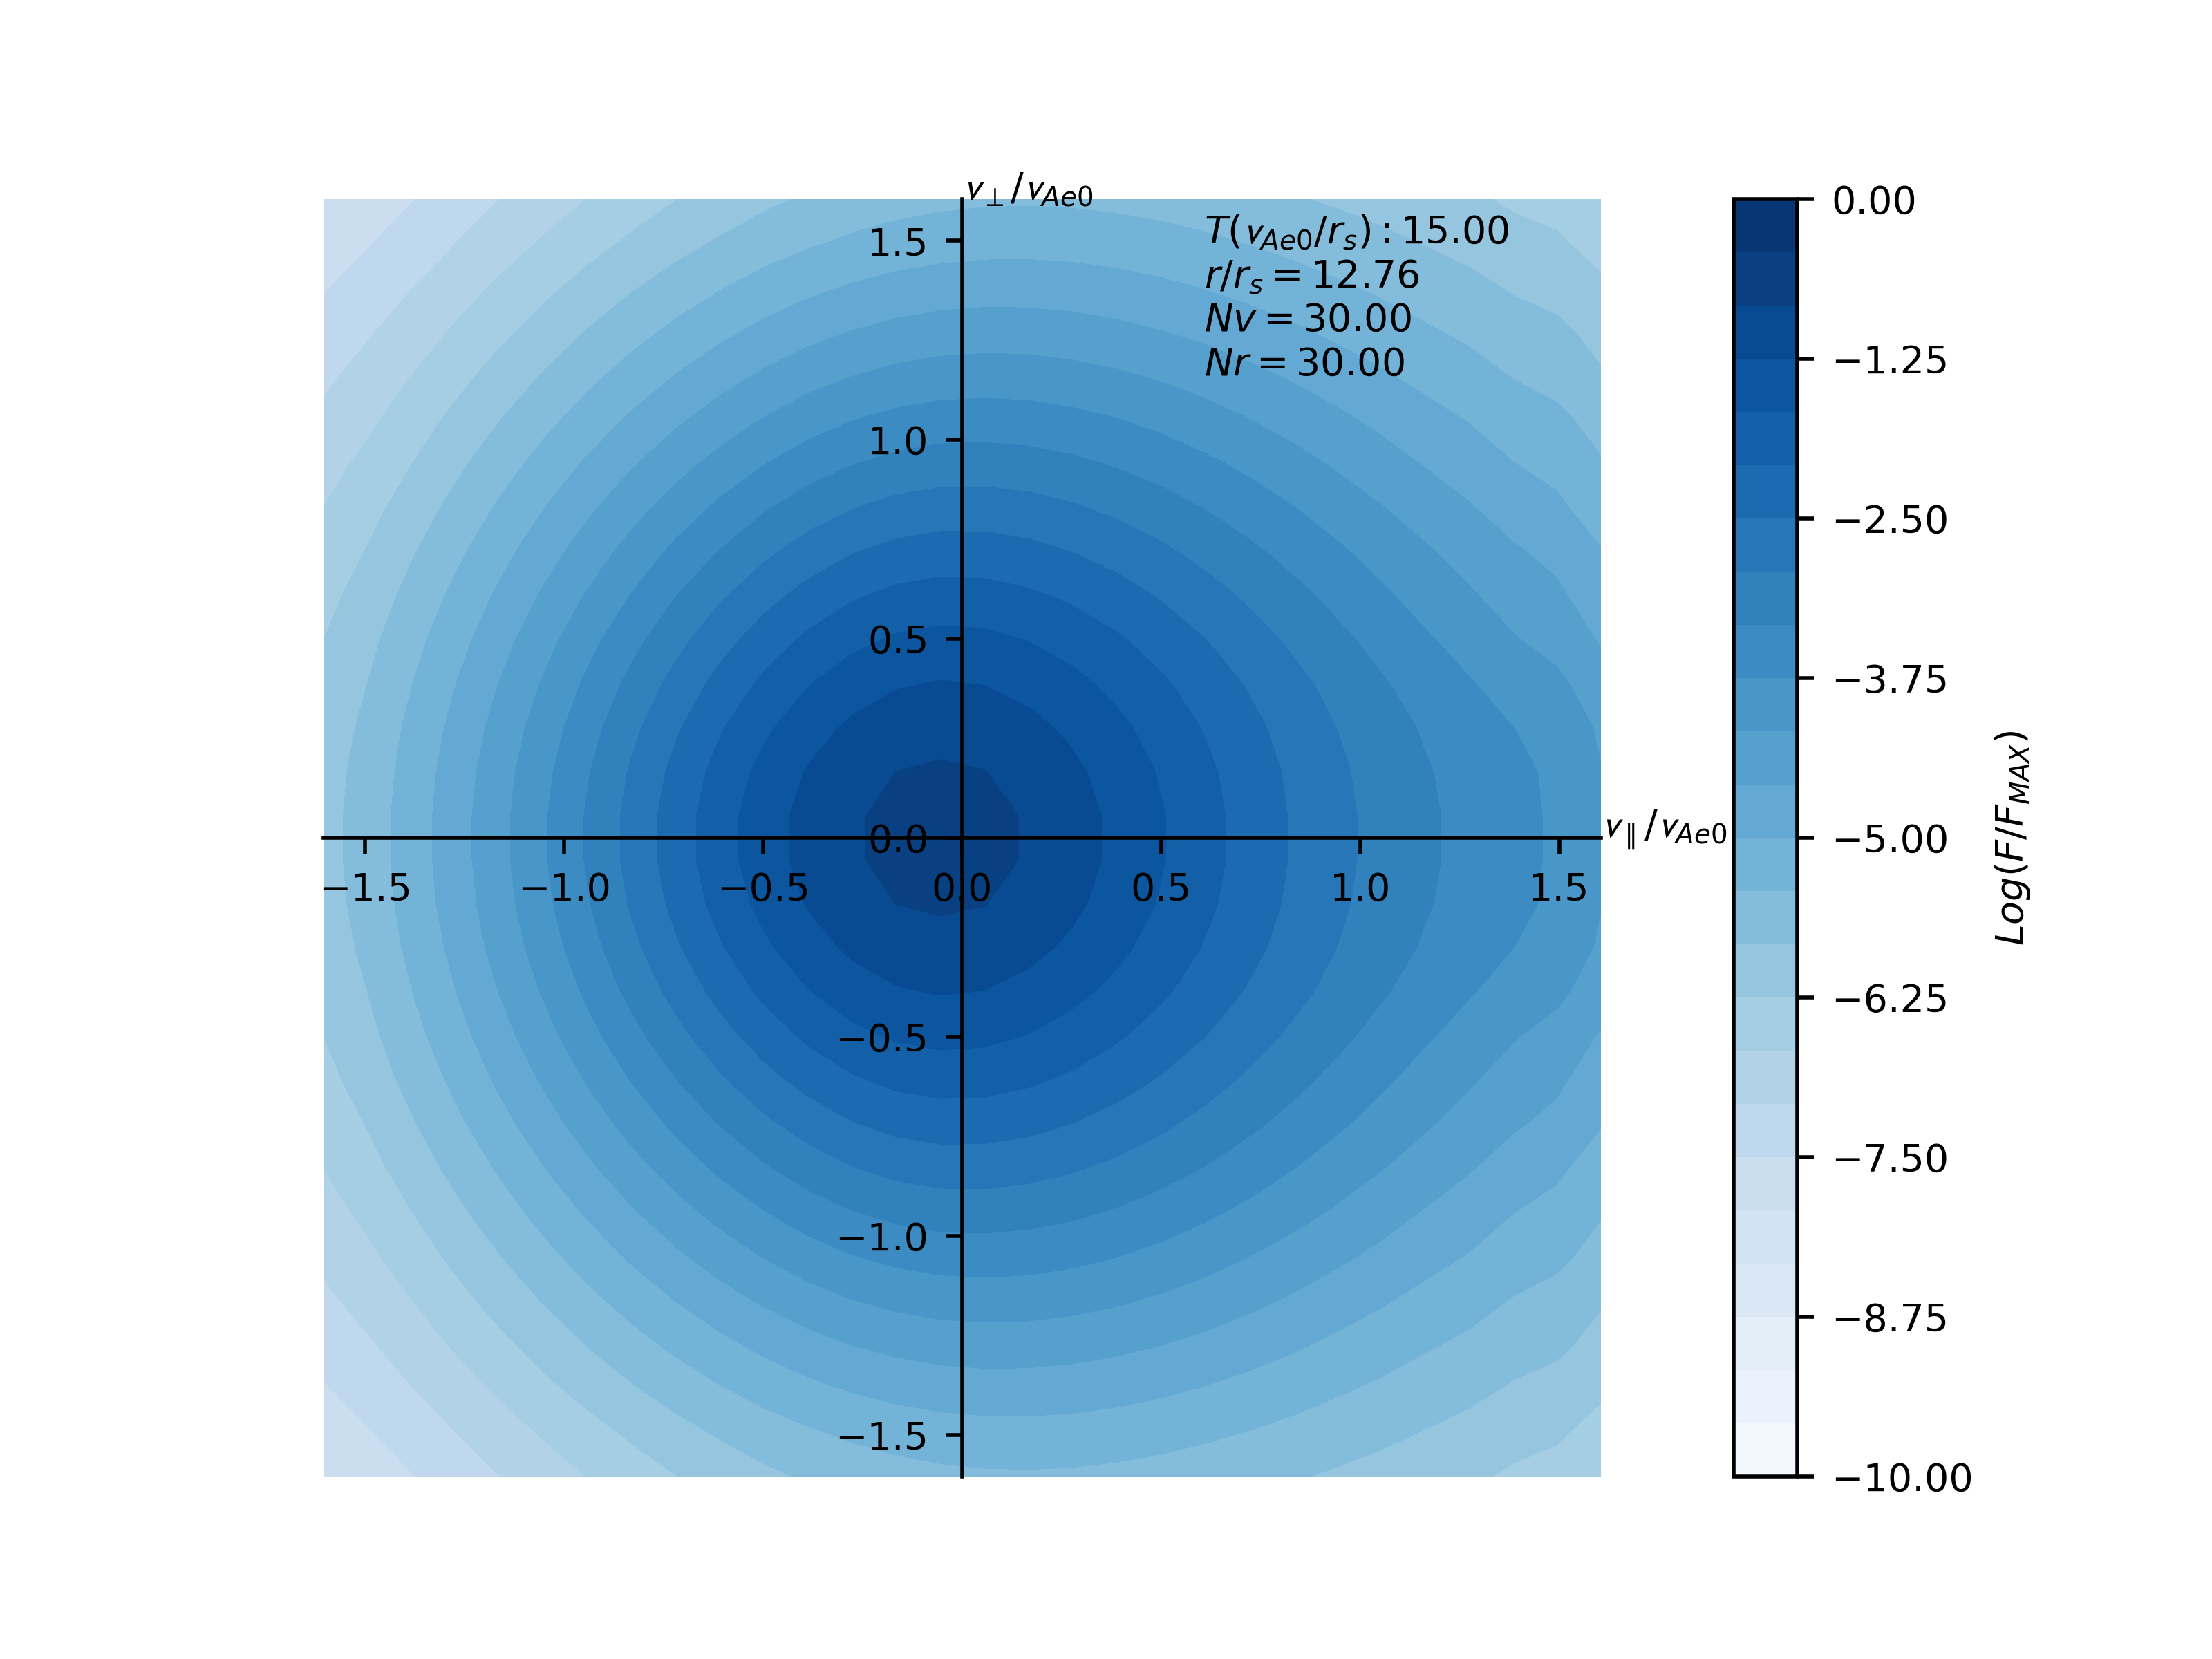 v⊥/vAe0
T(vAe0/rs) : 15.00
r/rs = 12.76
Nv = 30.00
Nr = 30.00
1.5
1.0
0.5
0.0
−0.5
−1.0
−1.5
−1.5 −1.0 −0.5 0.0 0.5 1.0 1.5
v∥/vAe0
0.00
−1.25
−2.50
−3.75
−5.00
−6.25
−7.50
−8.75
−10.00
Log(F/FMAX)